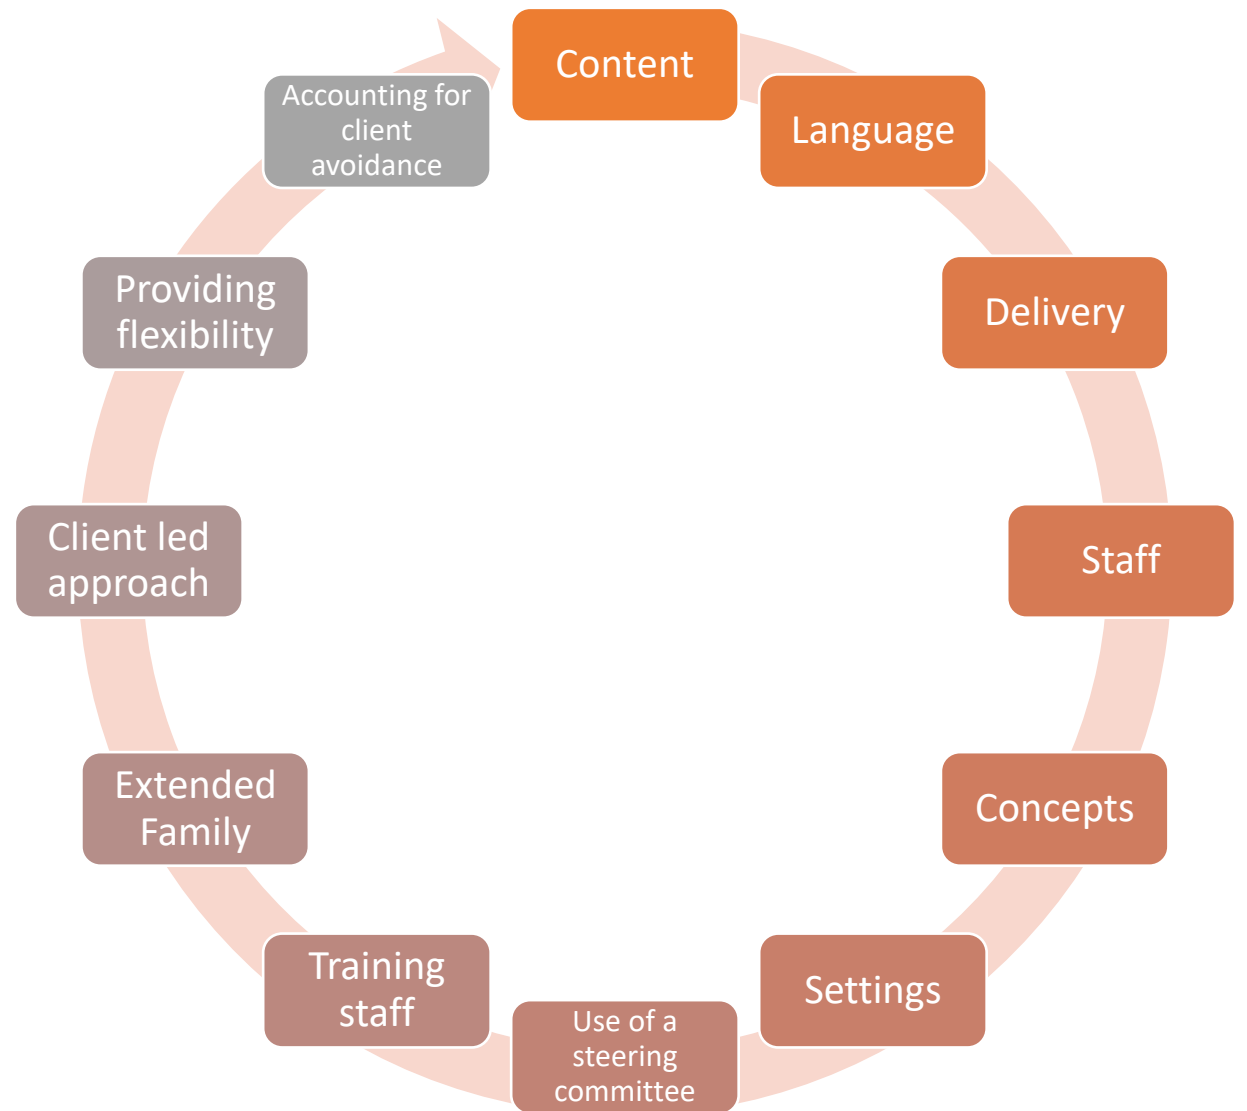 Content
Language
Delivery
Staff
Concepts
Settings
Use of a
steering
committee
Training
staff
Extended
Family
Client led
approach
Providing
flexibility
Accounting for
client
avoidance